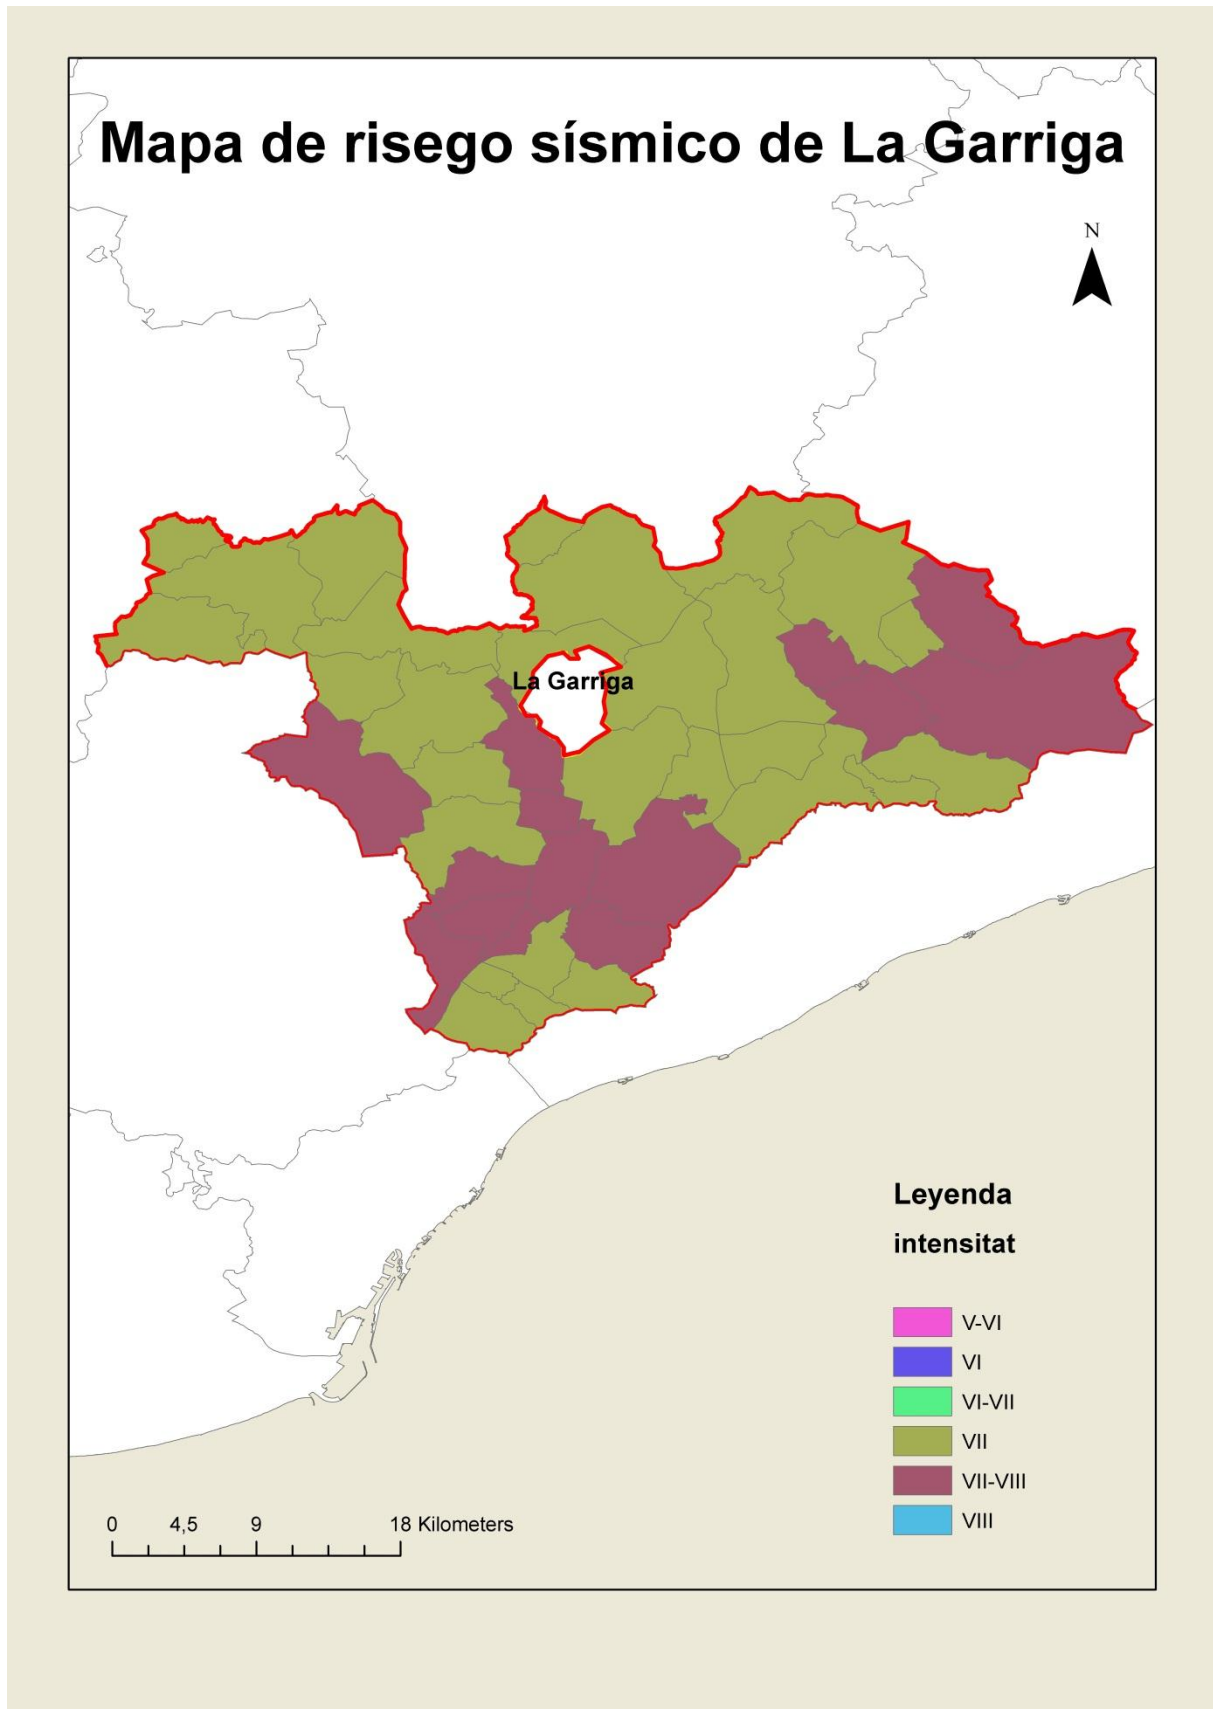 Mapa de risego sísmico de La Garriga
N
La Garriga
Leyenda
intensitat
V-VI
VI
VI-VII
VII
VII-VIII
VIII
0 4,5 9 18 Kilometers